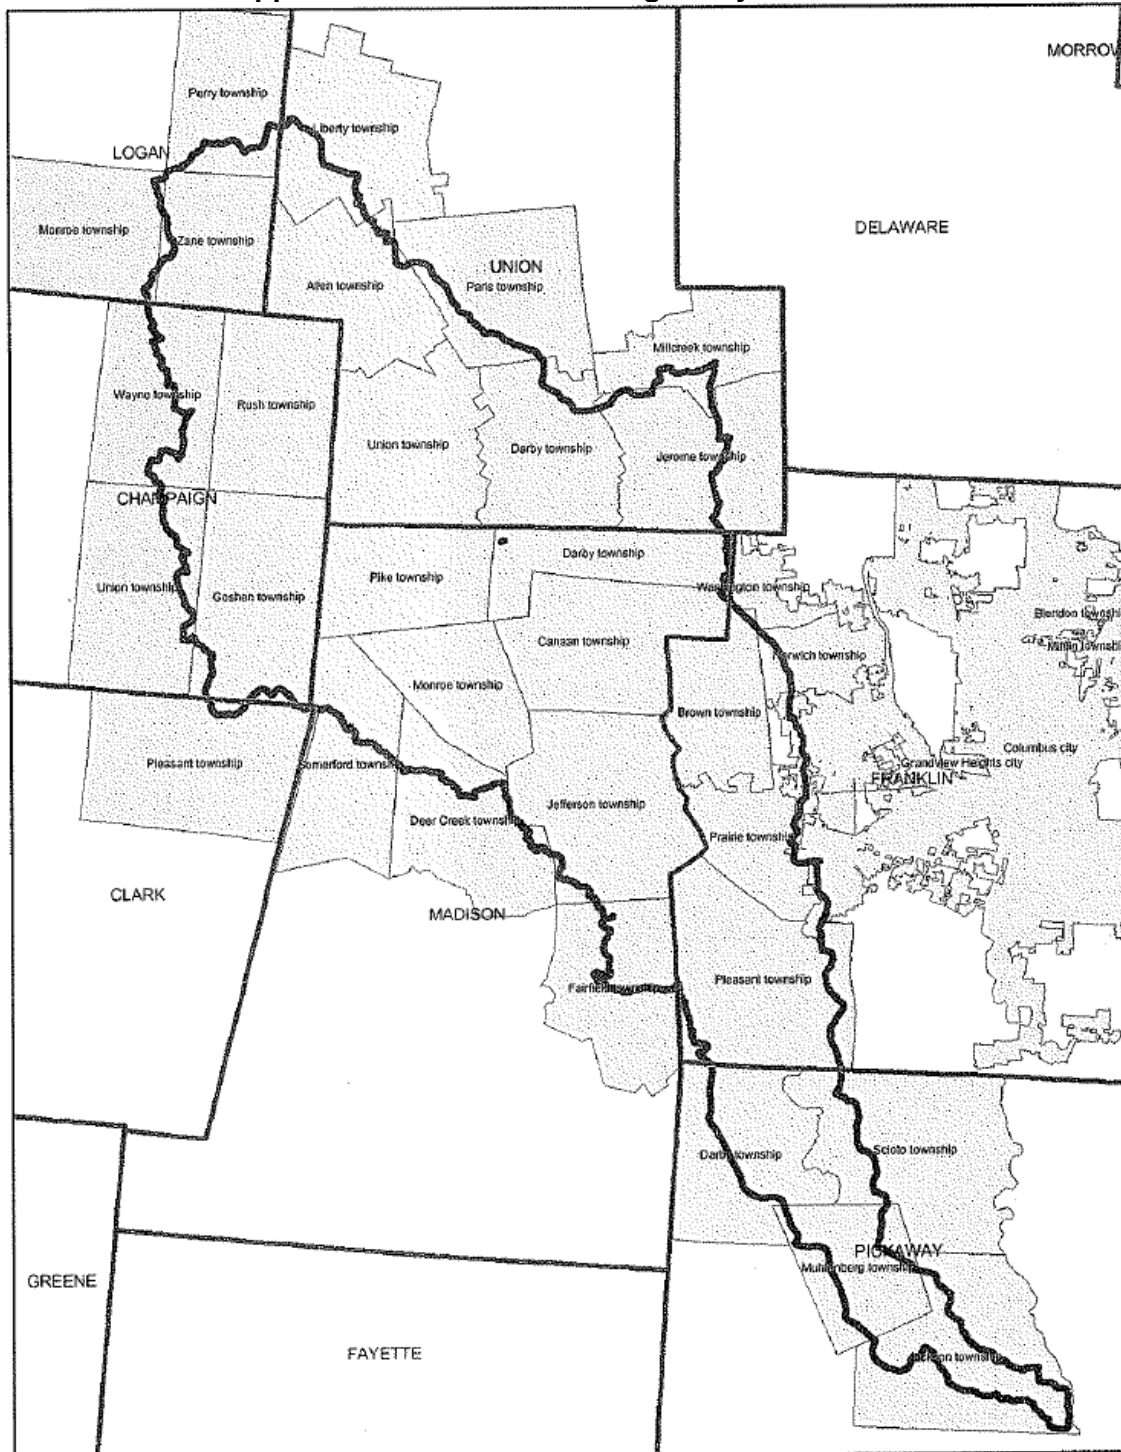 MORROW
Perry township
Liberty township
LOGAN
Monroe township
Zane township
DELAWARE
UNION
Allen township
Paris township
Millcreek township
Wayne township
Rush township
Union township
Darby township
Jerome township
CHAMPAIGN
Union township
Goshen township
Pike township
Darby township
Washington township
Blendon township
Canaan township
Norwich township
Mifflin township
Monroe township
Brown township
Columbus city
Pleasant township
Somerford township
Grandview Heights city
FRANKLIN
Jefferson township
Deer Creek township
Prairie township
CLARK
MADISON
Pleasant township
Fairfield township
Darby township
Scioto township
PICKAWAY
Muhlenberg township
GREENE
FAYETTE
Jackson township